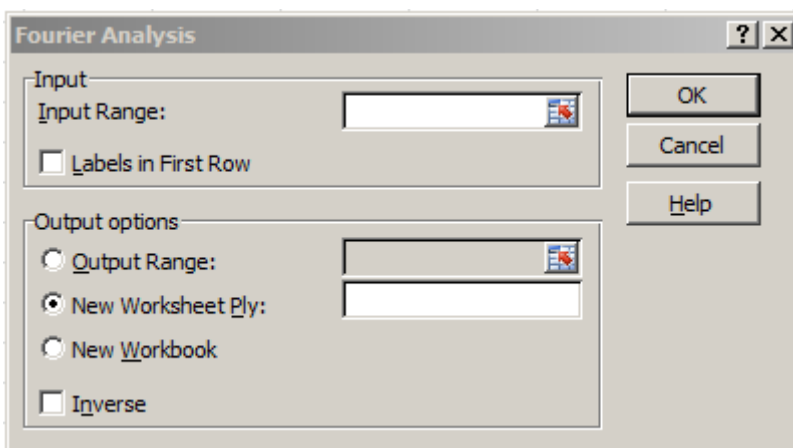 Fourier Analysis
Input
Input Range:
Labels in First Row
OK
Cancel
Help
Output options
Output Range:
New Worksheet Ply:
New Workbook
Inverse